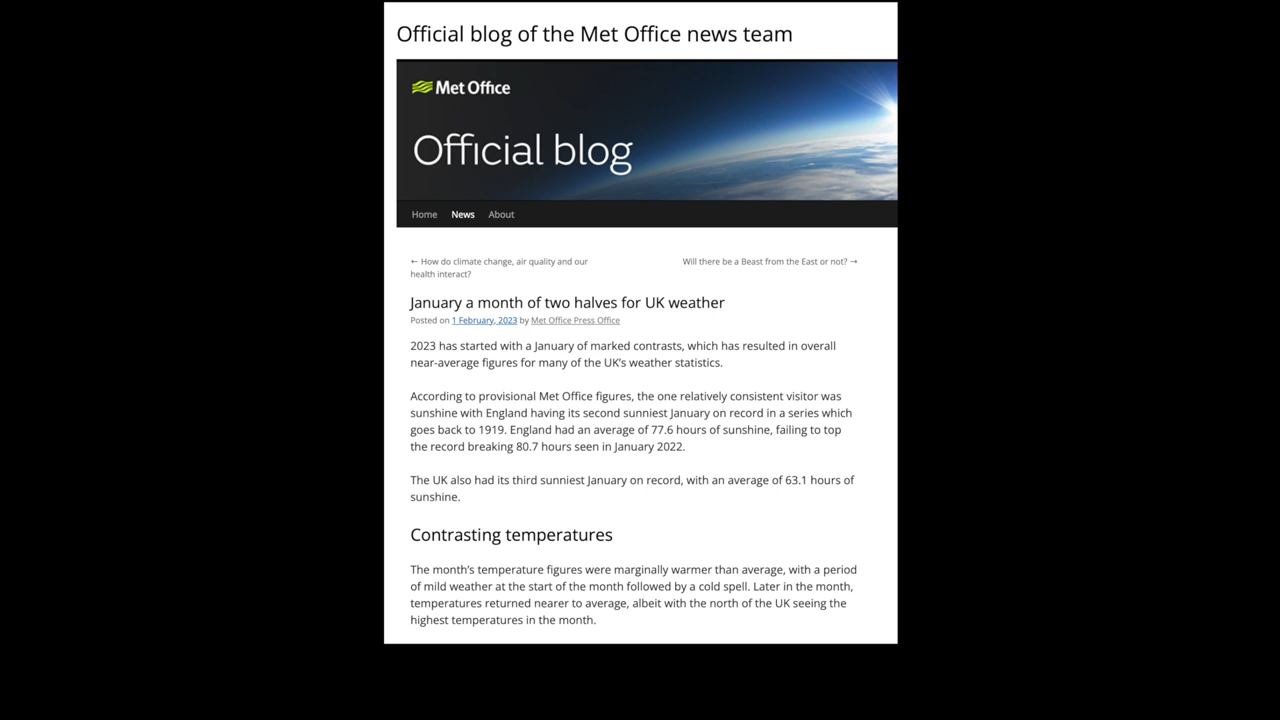 Official blog of the Met Office news team
Met Office
Official blog
Home News About
← How do climate change, air quality and our
health interact?
Will there be a Beast from the East or not? →
January a month of two halves for UK weather
Posted on 1 February, 2023 by Met Office Press Office
2023 has started with a January of marked contrasts, which has resulted in overall
near-average figures for many of the UK’s weather statistics.
According to provisional Met Office figures, the one relatively consistent visitor was
sunshine with England having its second sunniest January on record in a series which
goes back to 1919. England had an average of 77.6 hours of sunshine, failing to top
the record breaking 80.7 hours seen in January 2022.
The UK also had its third sunniest January on record, with an average of 63.1 hours of
sunshine.
Contrasting temperatures
The month’s temperature figures were marginally warmer than average, with a period
of mild weather at the start of the month followed by a cold spell. Later in the month,
temperatures returned nearer to average, albeit with the north of the UK seeing the
highest temperatures in the month.